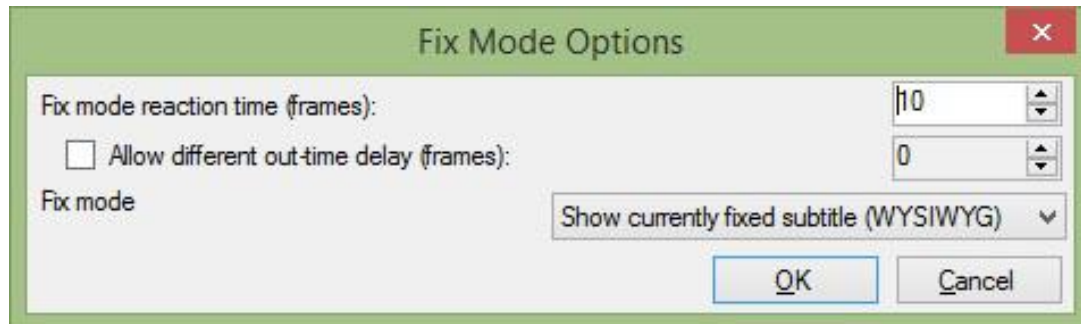 Fix Mode Options
Fix mode reaction time (frames): 10
Allow different out-time delay (frames): 0
Fix mode Show currently fixed subtitle (WYSIWYG)
OK Cancel